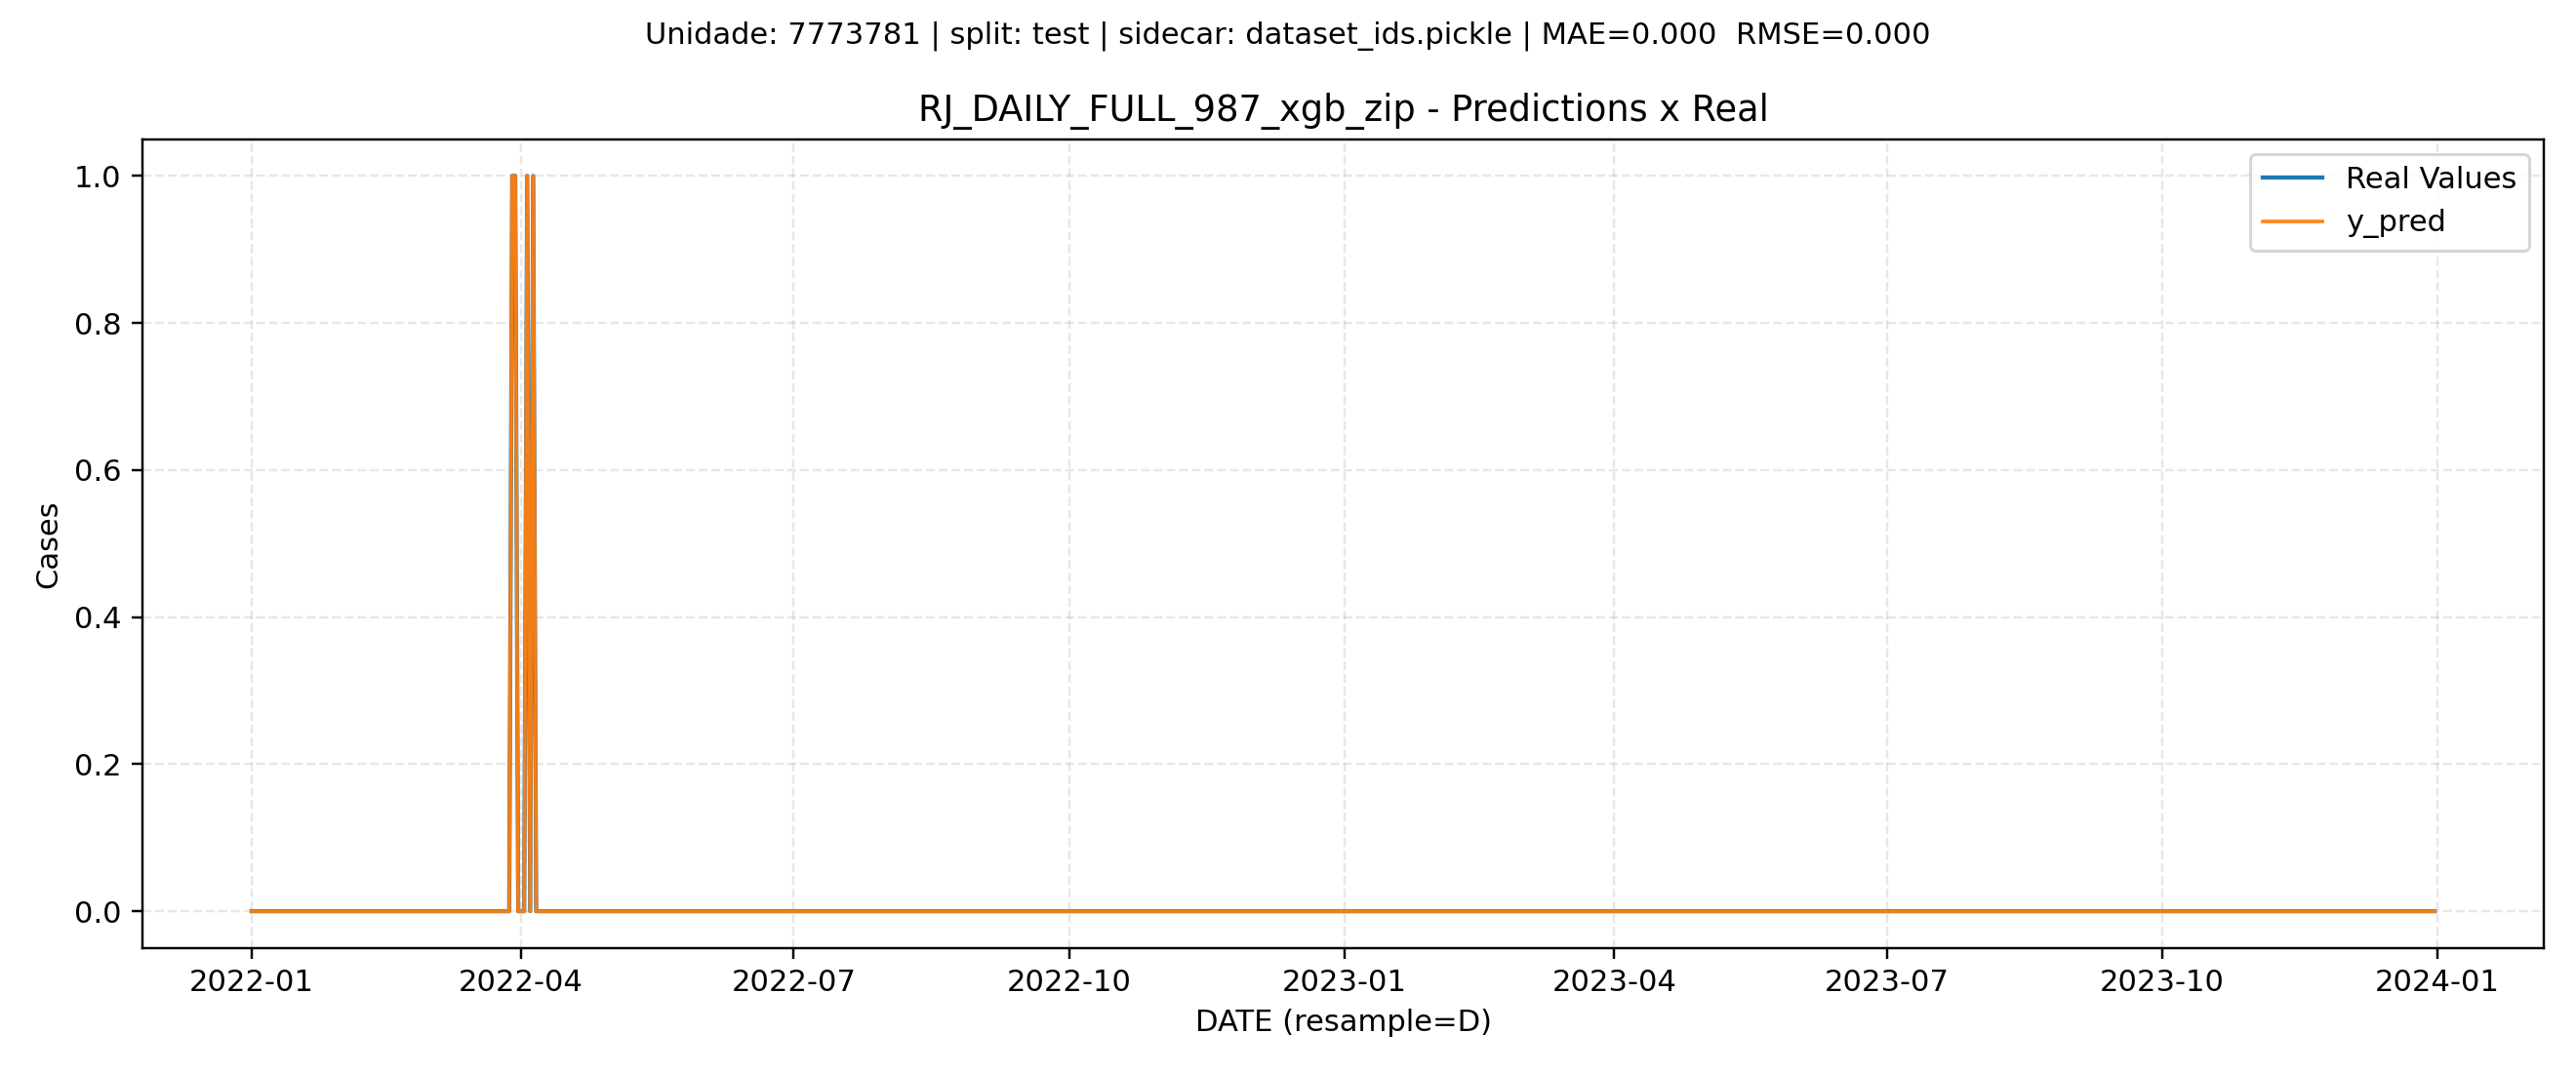 Unidade: 7773781 | split: test | sidecar: dataset_ids.pickle | MAE=0.000  RMSE=0.000
RJ_DAILY_FULL_987_xgb_zip - Predictions x Real
Real Values
y_pred
Cases
1.0
0.8
0.6
0.4
0.2
0.0
2022-01
2022-04
2022-07
2022-10
2023-01
2023-04
2023-07
2023-10
2024-01
DATE (resample=D)